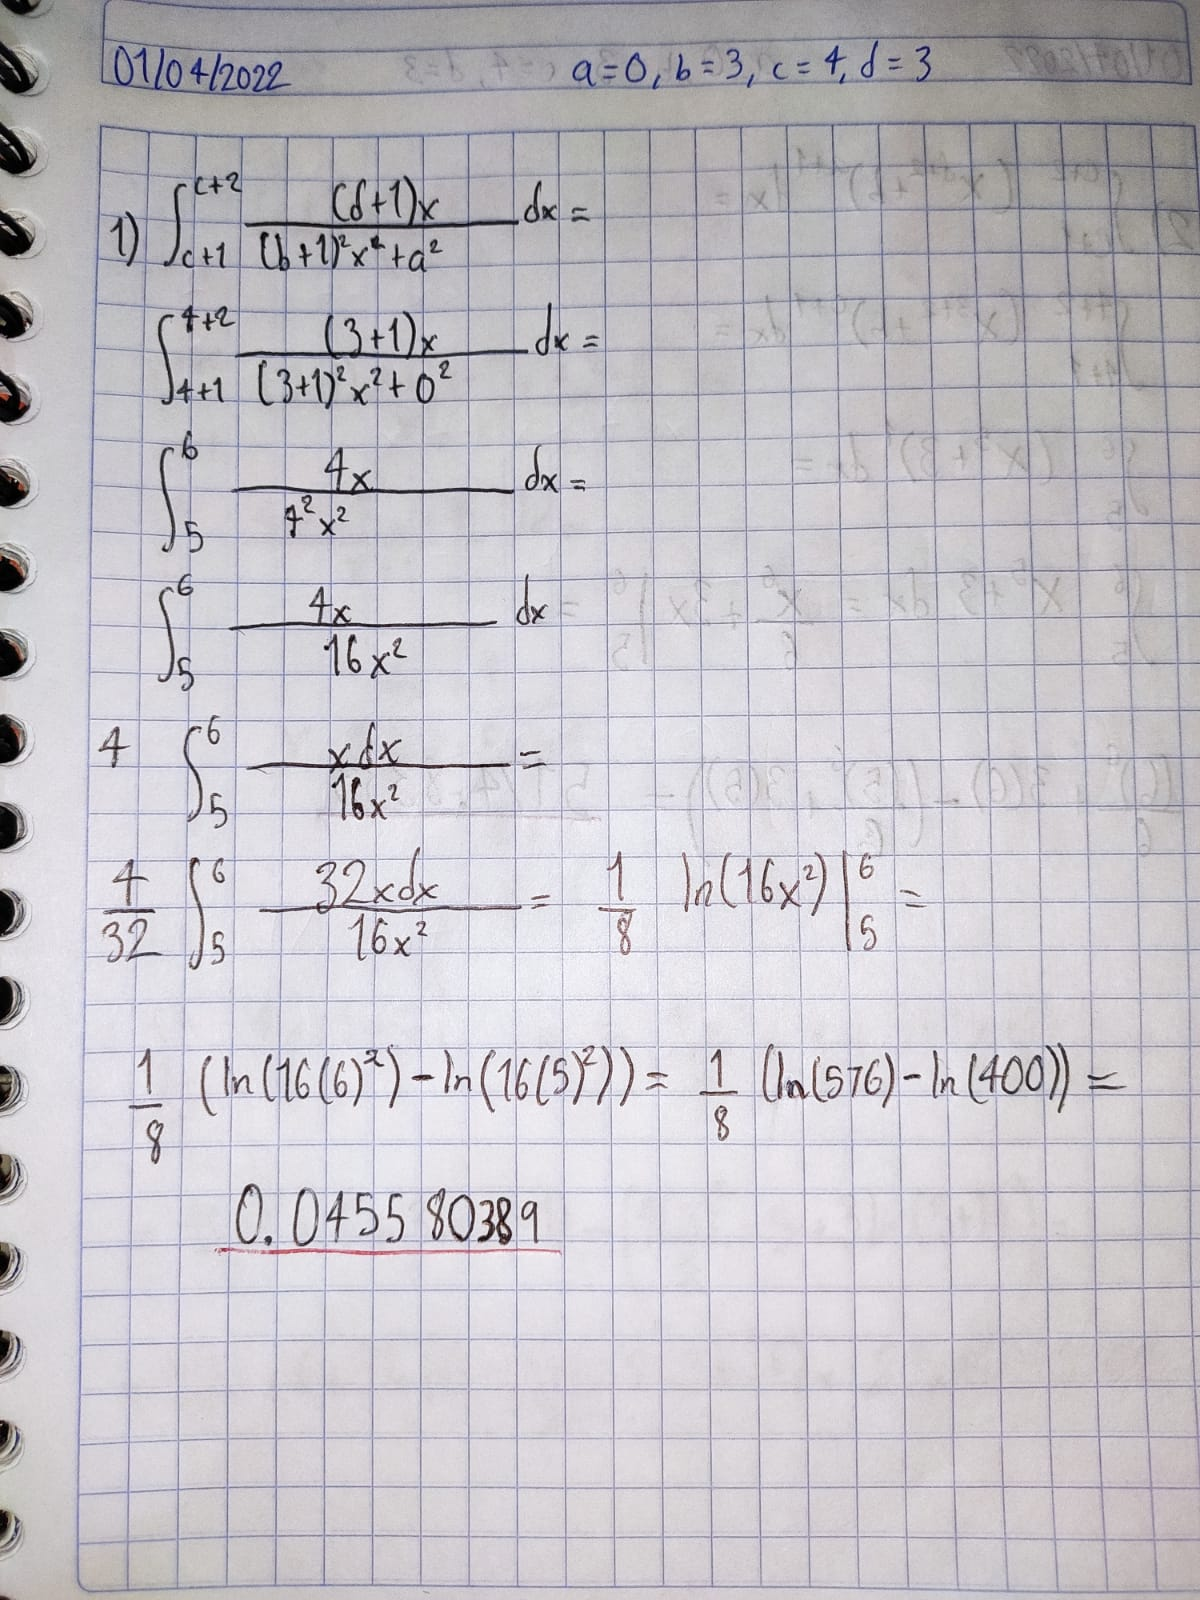 01/04/2022 a=0, b=3, c=4, d=3
1) ∫_{c+1}^{c+2} (d+1)x / (b+1)²x²+a² dx =
∫_{4+1}^{4+2} (3+1)x / (3+1)²x²+0² dx =
∫_5^6 4x / 4²x² dx =
∫_5^6 4x / 16x² dx
4 ∫_5^6 xdx / 16x² =
4/32 ∫_5^6 32xdx / 16x² = 1/8 ln(16x²)|_5^6 =
1/8 (ln(16(6)²)-ln(16(5)²)) = 1/8 (ln(576)-ln(400)) =
0.045580389